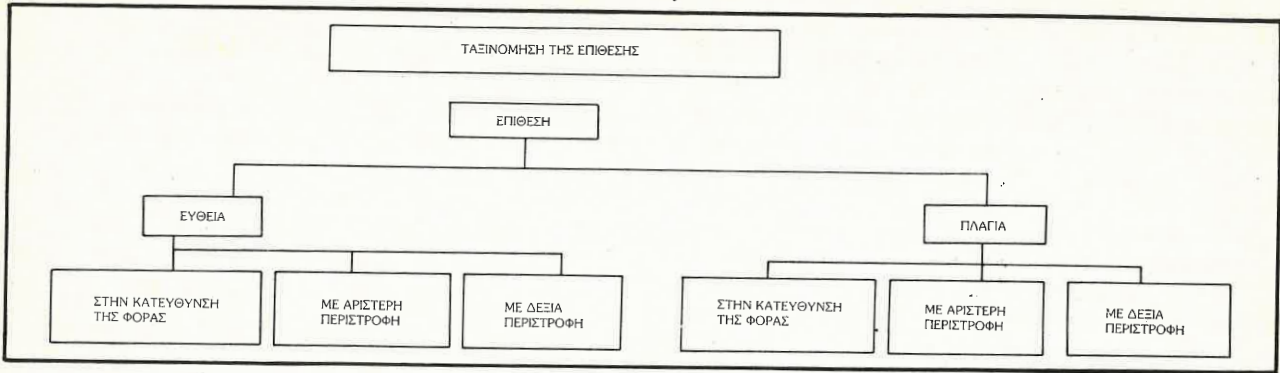 ΤΑΞΙΝΟΜΗΣΗ ΤΗΣ ΕΠΙΘΕΣΗΣ
ΕΠΙΘΕΣΗ
ΕΥΘΕΙΑ
ΠΛΑΓΙΑ
ΣΤΗΝ ΚΑΤΕΥΘΥΝΣΗ
ΤΗΣ ΦΟΡΑΣ
ΜΕ ΑΡΙΣΤΕΡΗ
ΠΕΡΙΣΤΡΟΦΗ
ΜΕ ΔΕΞΙΑ
ΠΕΡΙΣΤΡΟΦΗ
ΣΤΗΝ ΚΑΤΕΥΘΥΝΣΗ
ΤΗΣ ΦΟΡΑΣ
ΜΕ ΑΡΙΣΤΕΡΗ
ΠΕΡΙΣΤΡΟΦΗ
ΜΕ ΔΕΞΙΑ
ΠΕΡΙΣΤΡΟΦΗ